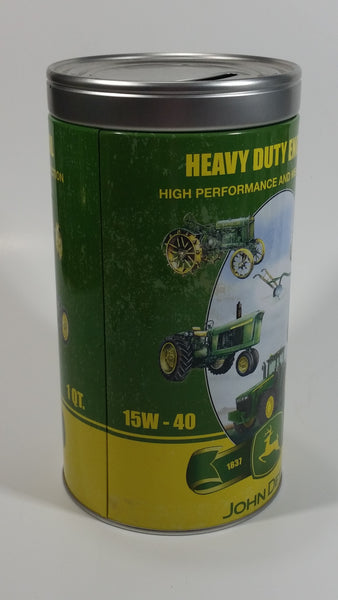 HEAVY DUTY
HIGH PERFORMANCE AND
1 QT.
15W - 40
1837
JOHN